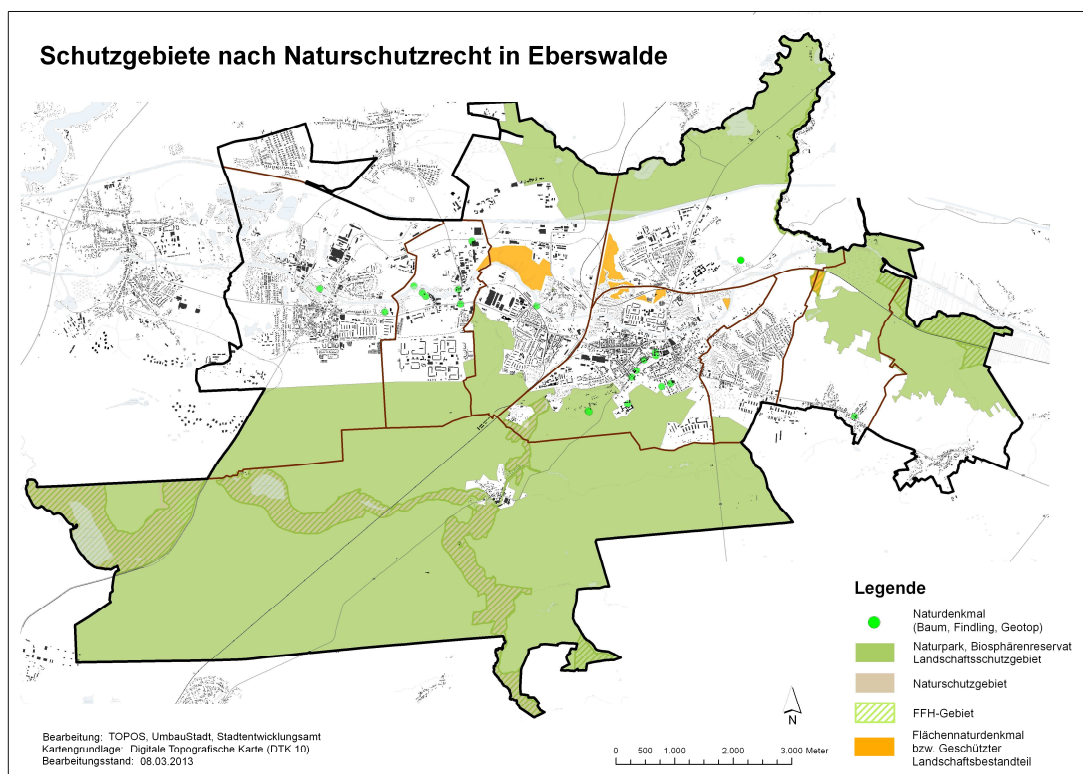 Schutzgebiete nach Naturschutzrecht in Eberswalde
Legende
Naturdenkmal
(Baum, Findling, Geotop)
Naturpark, Biosphärenreservat
Landschaftsschutzgebiet
Naturschutzgebiet
FFH-Gebiet
Flächennaturdenkmal
bzw. Geschützter
Landschaftsbestandteil
N
0 500 1.000 2.000 3.000 Meter
Bearbeitung: TOPOS, UmbauStadt, Stadtentwicklungsamt
Kartengrundlage: Digitale Topografische Karte (DTK 10)
Bearbeitungsstand: 08.03.2013